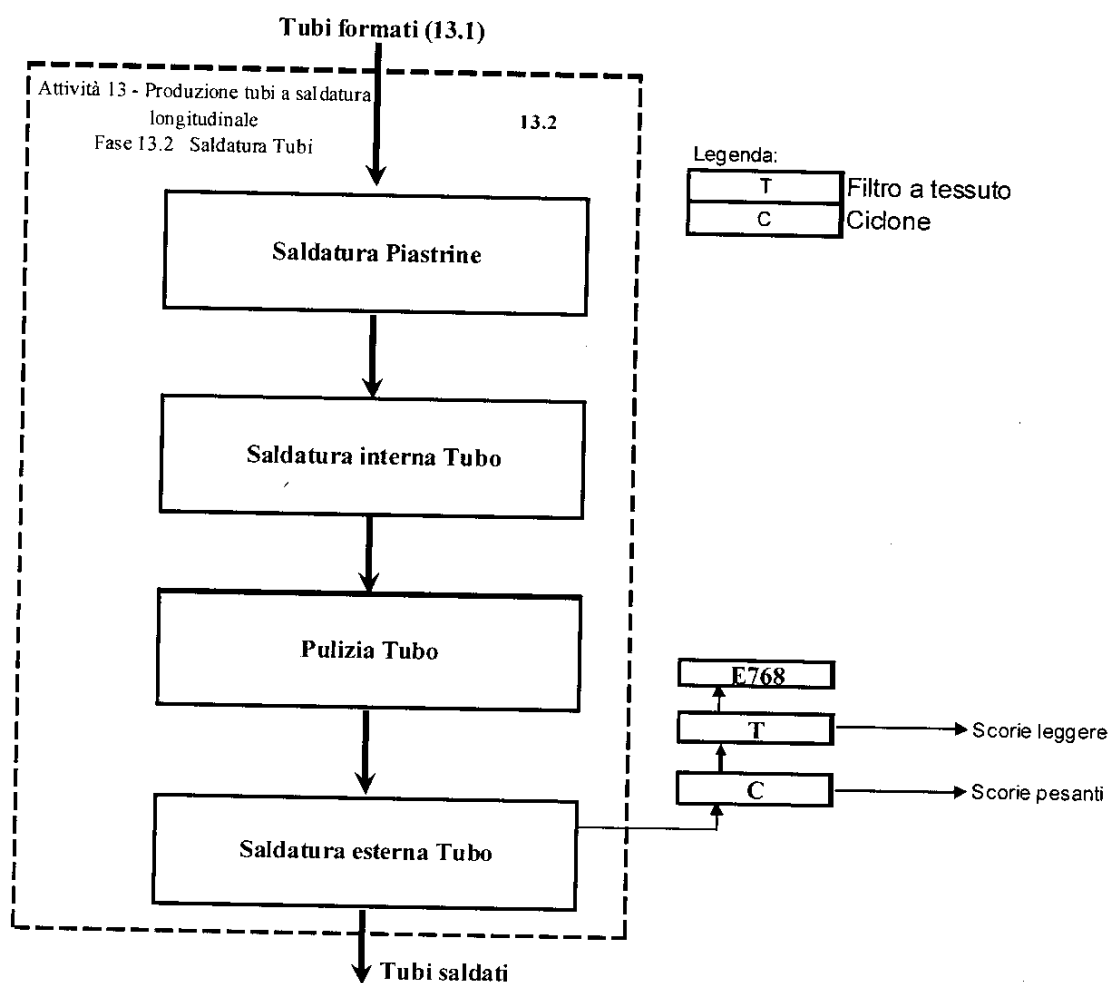 Tubi formati (13.1)
Attività 13 - Produzione tubi a saldatura
longitudinale
Fase 13.2 Saldatura Tubi
13.2
Legenda:
T Filtro a tessuto
C Ciclone
Saldatura Piastrine
Saldatura interna Tubo
Pulizia Tubo
E768
T Scorie leggere
C Scorie pesanti
Saldatura esterna Tubo
Tubi saldati